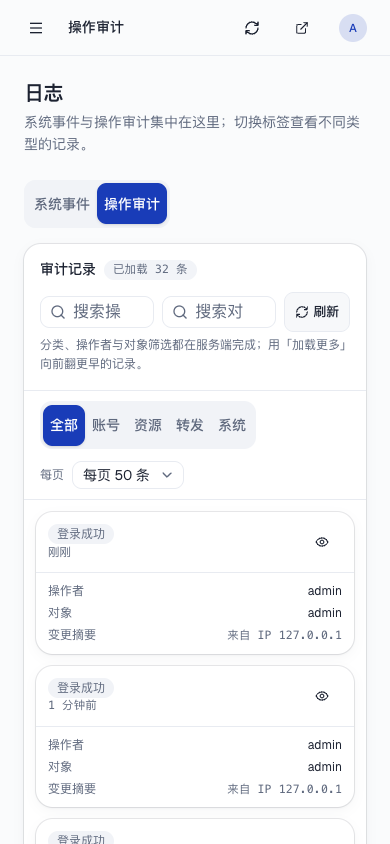 操作审计
A
日志
系统事件与操作审计集中在这里；切换标签查看不同类
型的记录。
系统事件 操作审计
审计记录 已加载 32 条
搜索操 搜索对 刷新
分类、操作者与对象筛选都在服务端完成；用「加载更多」
向前翻更早的记录。
全部 账号 资源 转发 系统
每页 每页 50 条
登录成功
刚刚
操作者 admin
对象 admin
变更摘要 来自 IP 127.0.0.1
登录成功
1 分钟前
操作者 admin
对象 admin
变更摘要 来自 IP 127.0.0.1
登录成功